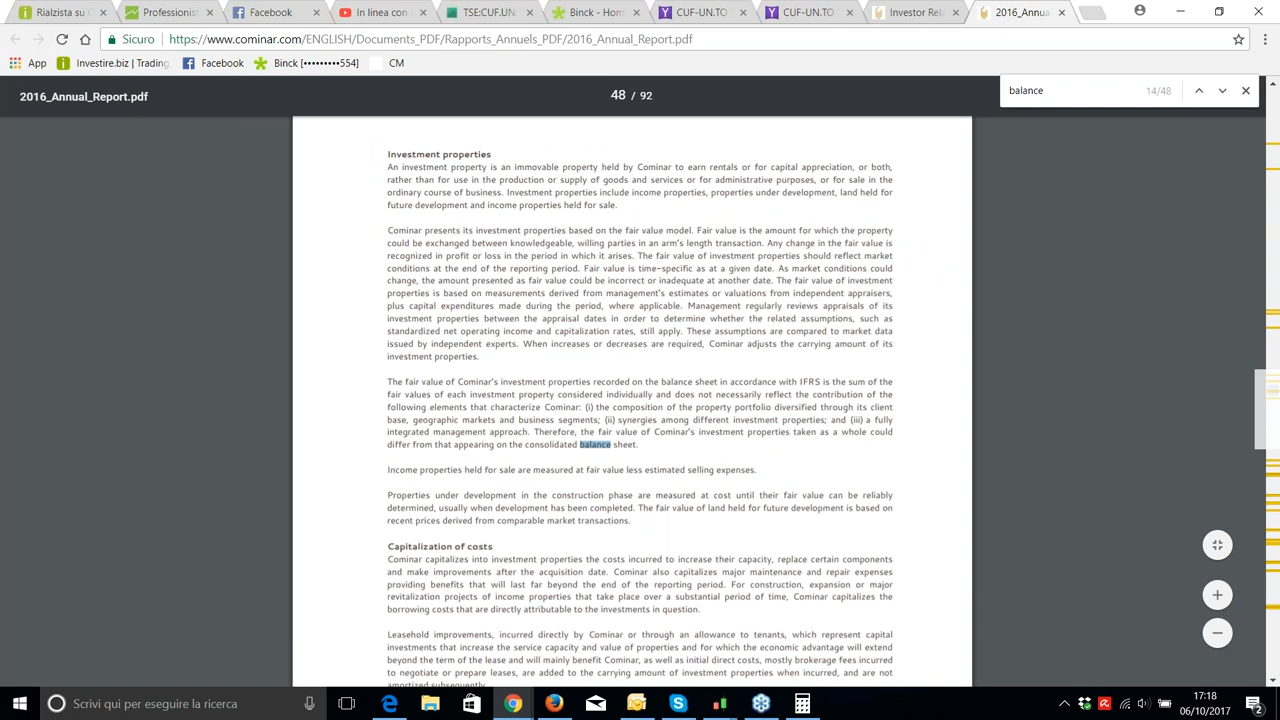 Rialzista su
Professionist
Facebook
In linea con
TSE:CUF.UN:
Binck - Hom
CUF-UN.TO
CUF-UN.TO
Investor Rel
2016_Annual
Sicuro
https://www.cominar.com/ENGLISH/Documents_PDF/Rapports_Annuels_PDF/2016_Annual_Report.pdf
App
Investire.biz | Trading,
Facebook
Binck [•••••••••554]
CM
2016_Annual_Report.pdf
48 / 92
balance
14/48
Investment properties
An investment property is an immovable property held by Cominar to earn rentals or for capital appreciation, or both,
rather than for use in the production or supply of goods and services or for administrative purposes, or for sale in the
ordinary course of business. Investment properties include income properties, properties under development, land held for
future development and income properties held for sale.
Cominar presents its investment properties based on the fair value model. Fair value is the amount for which the property
could be exchanged between knowledgeable, willing parties in an arm's length transaction. Any change in the fair value is
recognized in profit or loss in the period in which it arises. The fair value of investment properties should reflect market
conditions at the end of the reporting period. Fair value is time-specific as at a given date. As market conditions could
change, the amount presented as fair value could be incorrect or inadequate at another date. The fair value of investment
properties is based on measurements derived from management's estimates or valuations from independent appraisers,
plus capital expenditures made during the period, where applicable. Management regularly reviews appraisals of its
investment properties between the appraisal dates in order to determine whether the related assumptions, such as
standardized net operating income and capitalization rates, still apply. These assumptions are compared to market data
issued by independent experts. When increases or decreases are required, Cominar adjusts the carrying amount of its
investment properties.
The fair value of Cominar's investment properties recorded on the balance sheet in accordance with IFRS is the sum of the
fair values of each investment property considered individually and does not necessarily reflect the contribution of the
following elements that characterize Cominar: (i) the composition of the property portfolio diversified through its client
base, geographic markets and business segments; (ii) synergies among different investment properties; and (iii) a fully
integrated management approach. Therefore, the fair value of Cominar's investment properties taken as a whole could
differ from that appearing on the consolidated balance sheet.
Income properties held for sale are measured at fair value less estimated selling expenses.
Properties under development in the construction phase are measured at cost until their fair value can be reliably
determined, usually when development has been completed. The fair value of land held for future development is based on
recent prices derived from comparable market transactions.
Capitalization of costs
Cominar capitalizes into investment properties the costs incurred to increase their capacity, replace certain components
and make improvements after the acquisition date. Cominar also capitalizes major maintenance and repair expenses
providing benefits that will last far beyond the end of the reporting period. For construction, expansion or major
revitalization projects of income properties that take place over a substantial period of time, Cominar capitalizes the
borrowing costs that are directly attributable to the investments in question.
Leasehold improvements, incurred directly by Cominar or through an allowance to tenants, which represent capital
investments that increase the service capacity and value of properties and for which the economic advantage will extend
beyond the term of the lease and will mainly benefit Cominar, as well as initial direct costs, mostly brokerage fees incurred
to negotiate or prepare leases, are added to the carrying amount of investment properties when incurred, and are not
amortized subsequently.
Scrivi qui per eseguire la ricerca
17:18
06/10/2017
2